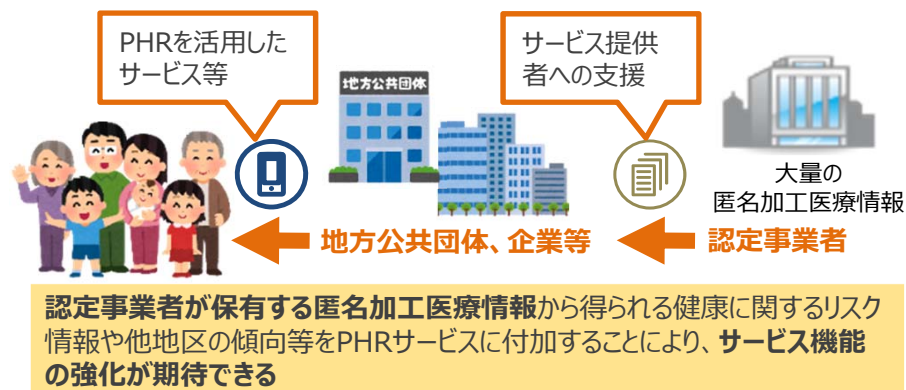 PHRを活用した
サービス等
サービス提供
者への支援
地方公共団体
大量の
匿名加工医療情報
地方公共団体、企業等
認定事業者
認定事業者が保有する匿名加工医療情報から得られる健康に関するリスク
情報や他地区の傾向等をPHRサービスに付加することにより、サービス機能
の強化が期待できる